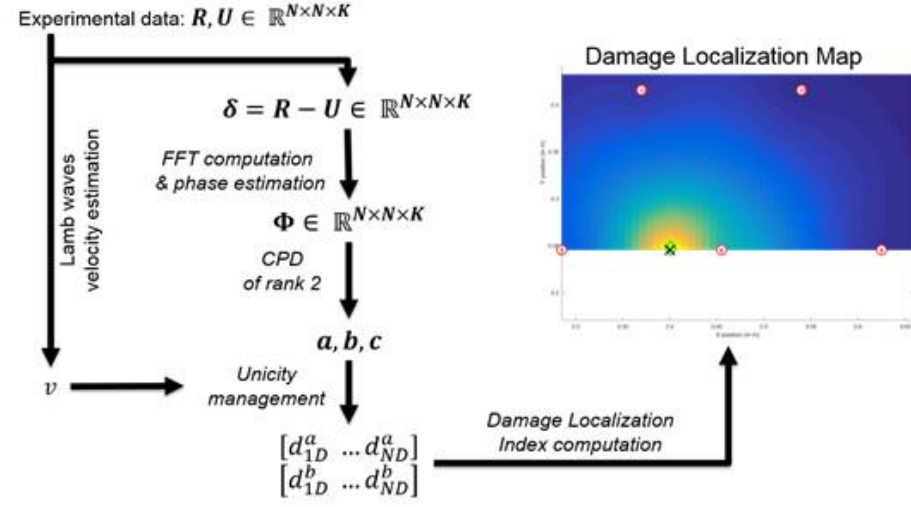 Experimental data: R, U ∈ ℝ^{N×N×K}
δ = R − U ∈ ℝ^{N×N×K}
FFT computation
& phase estimation
Φ ∈ ℝ^{N×N×K}
CPD
of rank 2
a, b, c
Lamb waves
velocity estimation
v
Unicity
management
[d^a_{1D} ...d^a_{ND}]
[d^b_{1D} ...d^b_{ND}]
Damage Localization
Index computation
Damage Localization Map